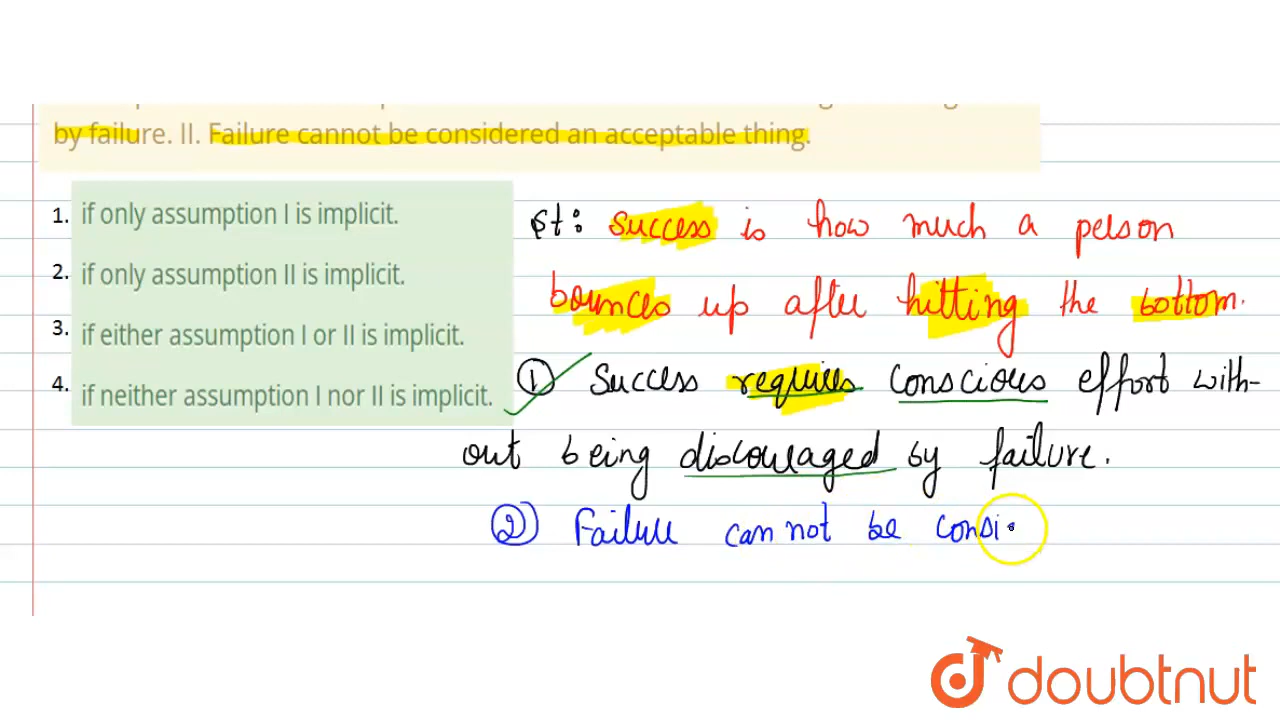 by failure. II. Failure cannot be considered an acceptable thing.
1. if only assumption I is implicit.
2. if only assumption II is implicit.
3. if either assumption I or II is implicit.
4. if neither assumption I nor II is implicit.
St: Success is how much a person
bounces up after hitting the bottom.
① Success requires conscious effort with-
out being discouraged by failure.
② Failure can not be consi
doubtnut